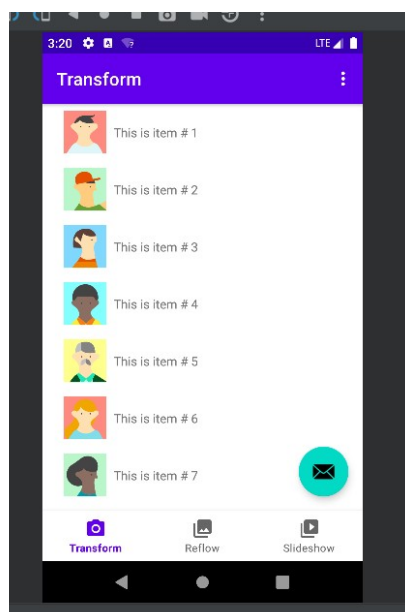 3:20 LTE
Transform
This is item # 1
This is item # 2
This is item # 3
This is item # 4
This is item # 5
This is item # 6
This is item # 7
Transform Reflow Slideshow